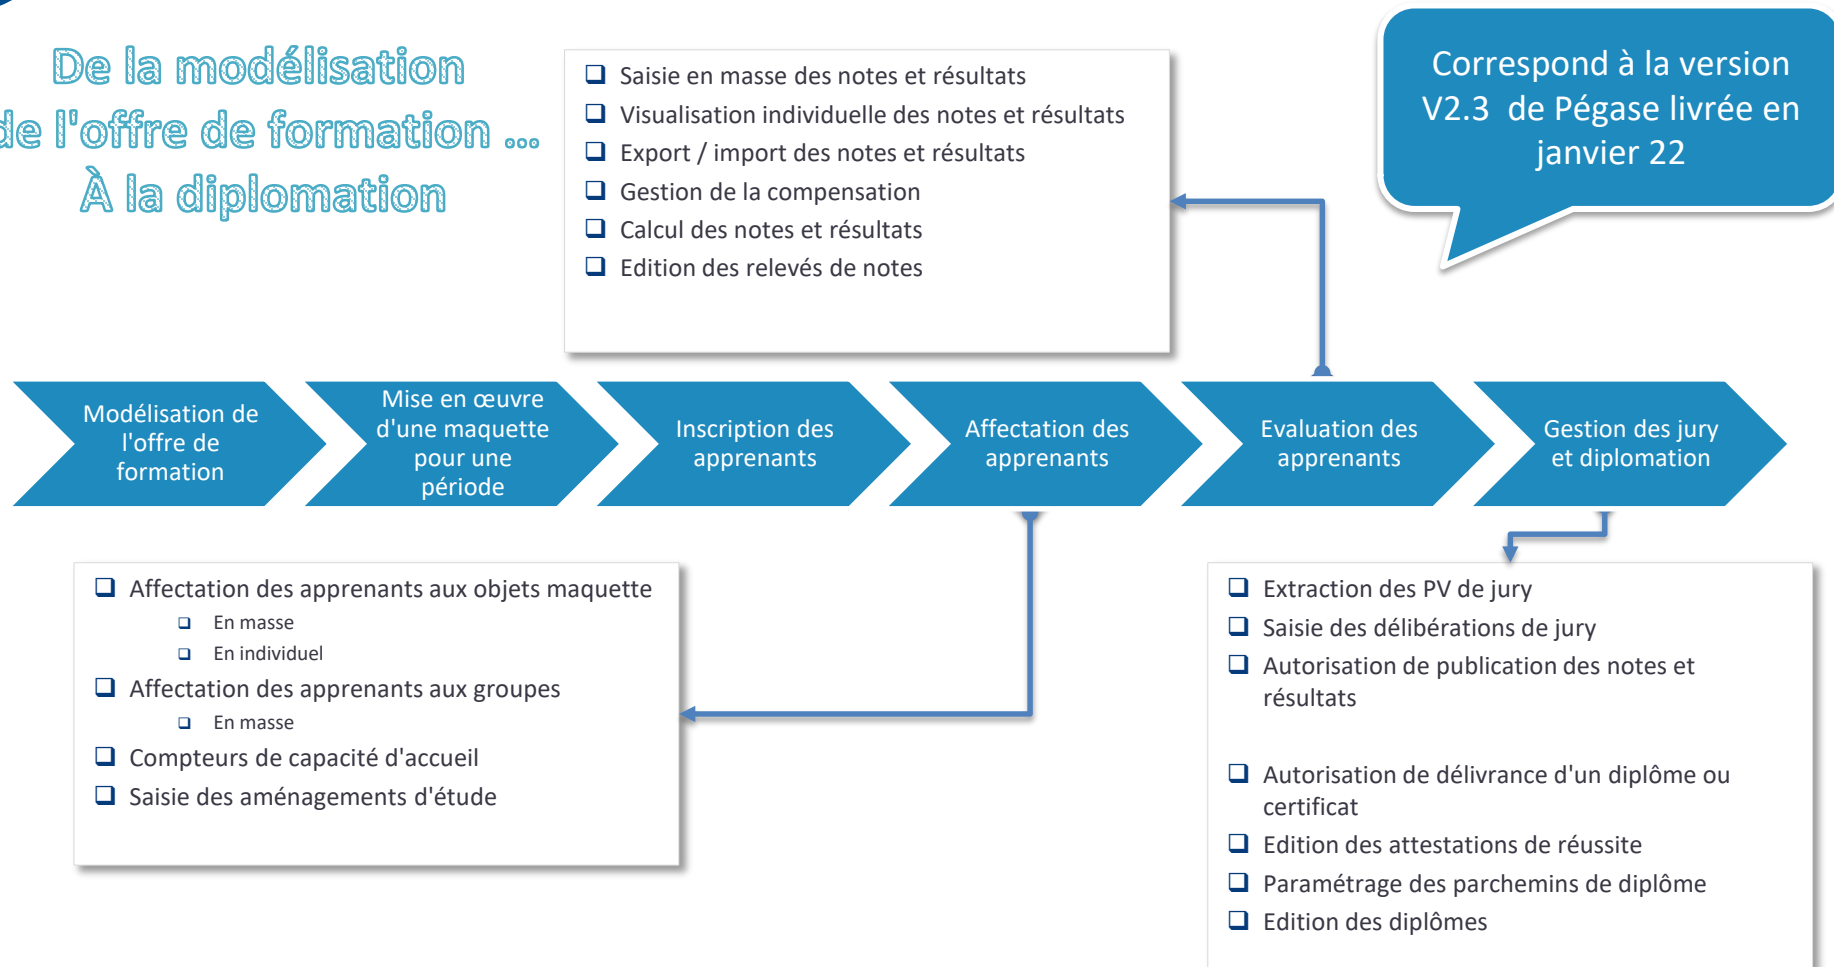 De la modélisation
de l'offre de formation ...
À la diplomation
Saisie en masse des notes et résultats
Visualisation individuelle des notes et résultats
Export / import des notes et résultats
Gestion de la compensation
Calcul des notes et résultats
Edition des relevés de notes
Correspond à la version
V2.3 de Pégase livrée en
janvier 22
Modélisation de
l'offre de
formation
Mise en œuvre
d'une maquette
pour une
période
Inscription des
apprenants
Affectation des
apprenants
Evaluation des
apprenants
Gestion des jury
et diplomation
Affectation des apprenants aux objets maquette
En masse
En individuel
Affectation des apprenants aux groupes
En masse
Compteurs de capacité d'accueil
Saisie des aménagements d'étude
Extraction des PV de jury
Saisie des délibérations de jury
Autorisation de publication des notes et
résultats
Autorisation de délivrance d'un diplôme ou
certificat
Edition des attestations de réussite
Paramétrage des parchemins de diplôme
Edition des diplômes